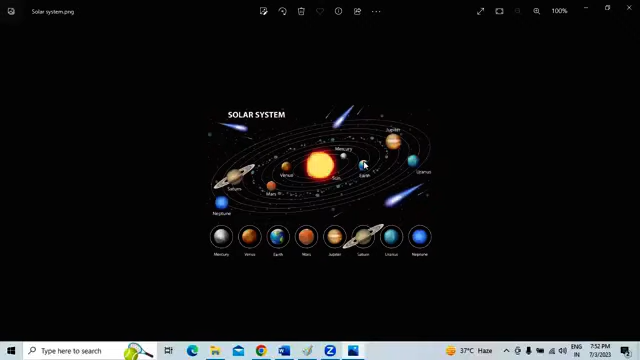 Solar system.png
100%
SOLAR SYSTEM
Jupiter
Mercury
Venus
Sun
Earth
Uranus
Saturn
Mars
Neptune
Mercury Venus Earth Mars Jupiter Saturn Uranus Neptune
Type here to search
37°C Haze
ENG
IN
7:52 PM
7/3/2023